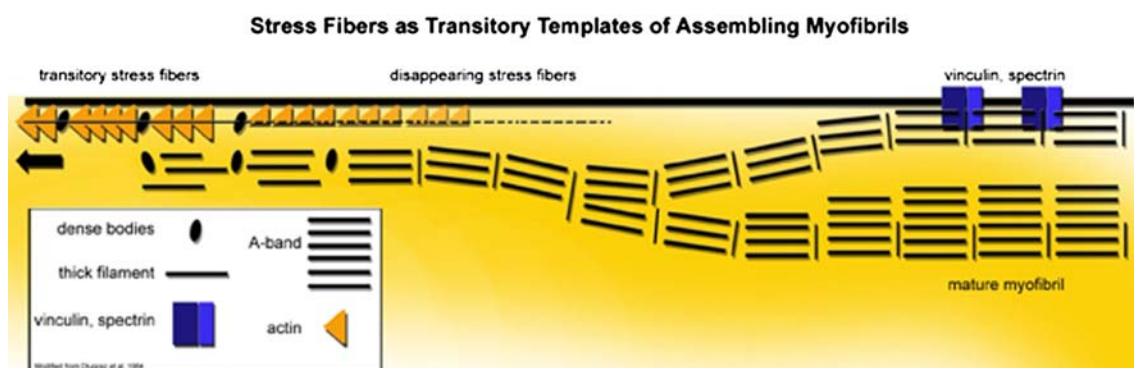 Stress Fibers as Transitory Templates of Assembling Myofibrils
transitory stress fibers
disappearing stress fibers
vinculin, spectrin
dense bodies
A-band
thick filament
vinculin, spectrin
actin
mature myofibril